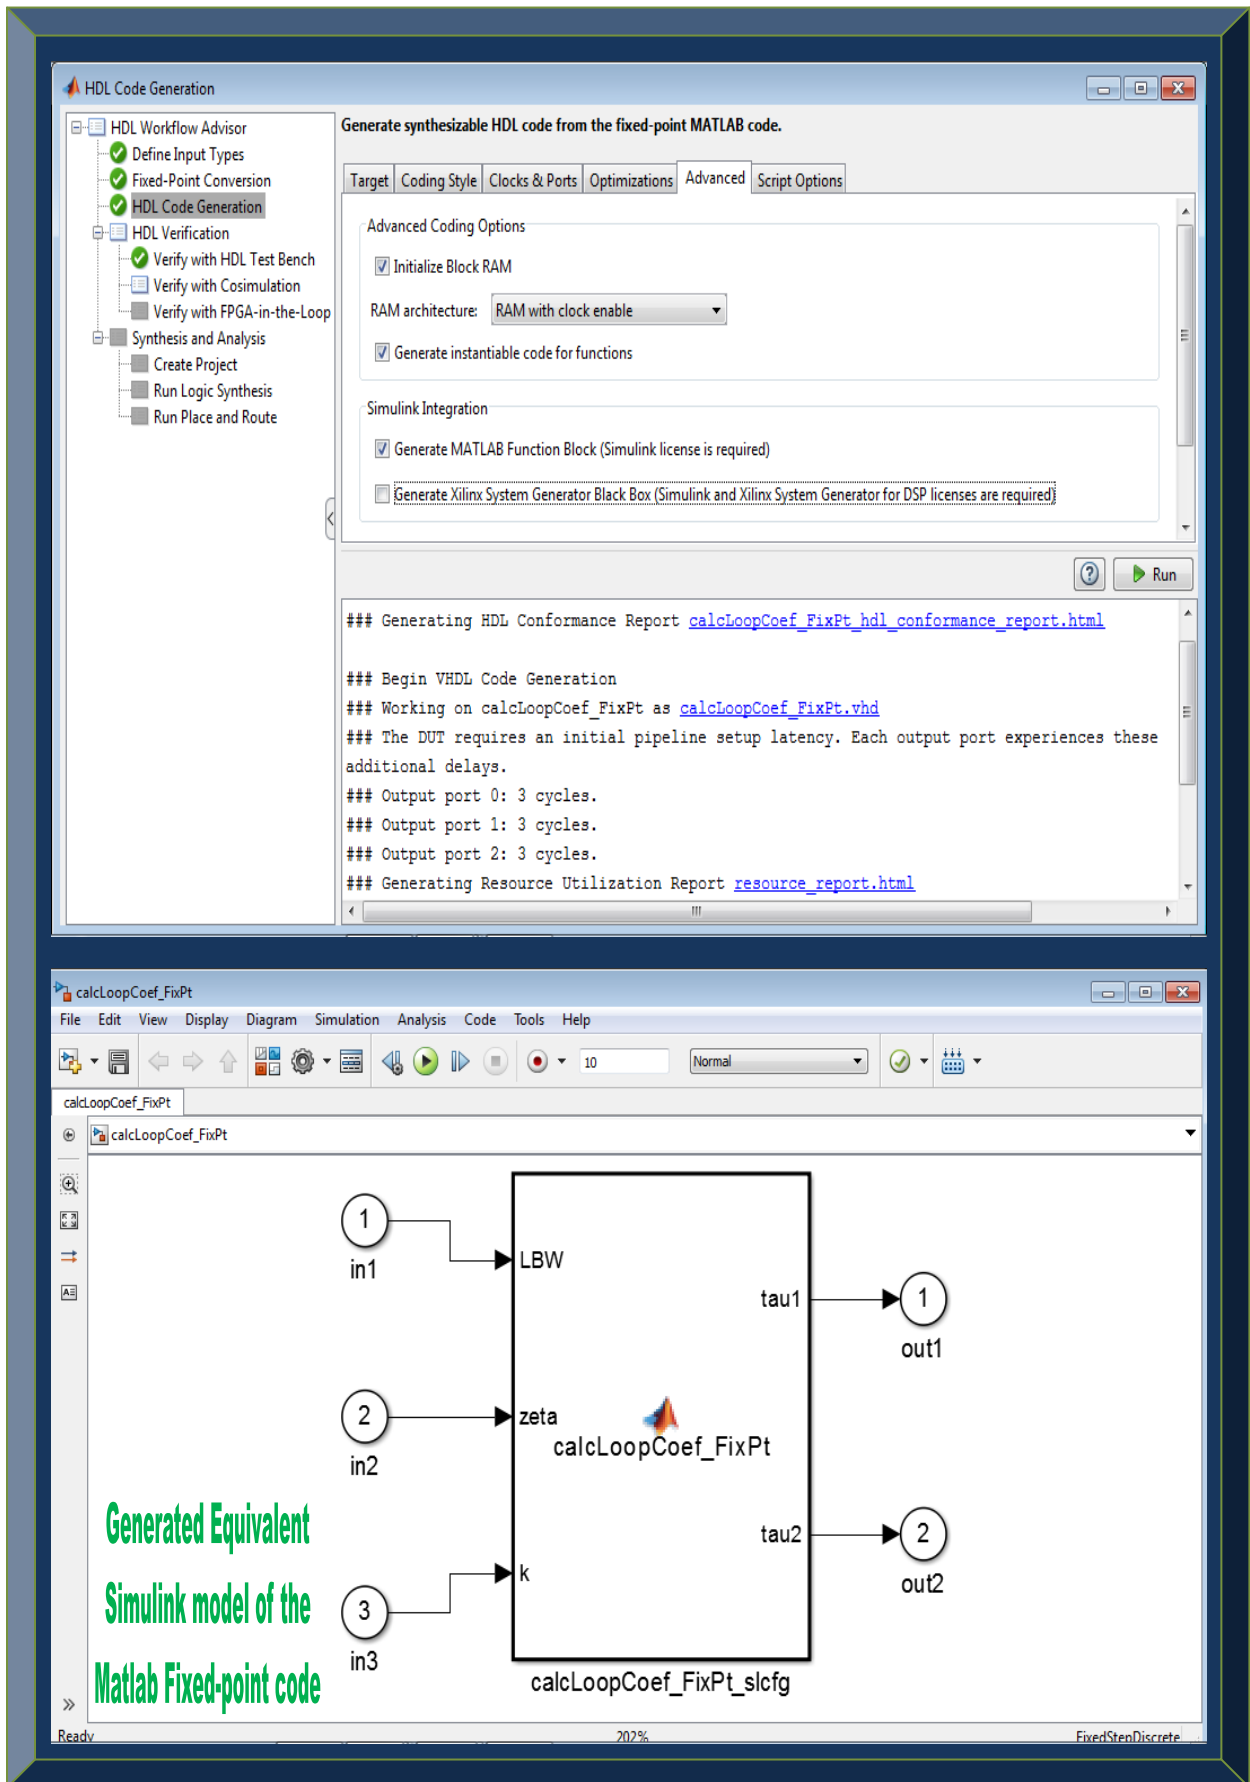 HDL Code Generation
HDL Workflow Advisor
Define Input Types
Fixed-Point Conversion
HDL Code Generation
HDL Verification
Verify with HDL Test Bench
Verify with Cosimulation
Verify with FPGA-in-the-Loop
Synthesis and Analysis
Create Project
Run Logic Synthesis
Run Place and Route
Generate synthesizable HDL code from the fixed-point MATLAB code.
Target Coding Style Clocks & Ports Optimizations Advanced Script Options
Advanced Coding Options
Initialize Block RAM
RAM architecture: RAM with clock enable
Generate instantiable code for functions
Simulink Integration
Generate MATLAB Function Block (Simulink license is required)
Generate Xilinx System Generator Black Box (Simulink and Xilinx System Generator for DSP licenses are required)
Run
### Generating HDL Conformance Report calcLoopCoef_FixPt_hdl_conformance_report.html
### Begin VHDL Code Generation
### Working on calcLoopCoef_FixPt as calcLoopCoef_FixPt.vhd
### The DUT requires an initial pipeline setup latency. Each output port experiences these
additional delays.
### Output port 0: 3 cycles.
### Output port 1: 3 cycles.
### Output port 2: 3 cycles.
### Generating Resource Utilization Report resource_report.html
calcLoopCoef_FixPt
File Edit View Display Diagram Simulation Analysis Code Tools Help
10 Normal
calcLoopCoef_FixPt
calcLoopCoef_FixPt
1
in1
LBW
tau1
1
out1
2
in2
zeta
calcLoopCoef_FixPt
tau2
2
out2
k
3
in3
calcLoopCoef_FixPt_slcfg
Generated Equivalent
Simulink model of the
Matlab Fixed-point code
Ready 202% FixedStepDiscrete